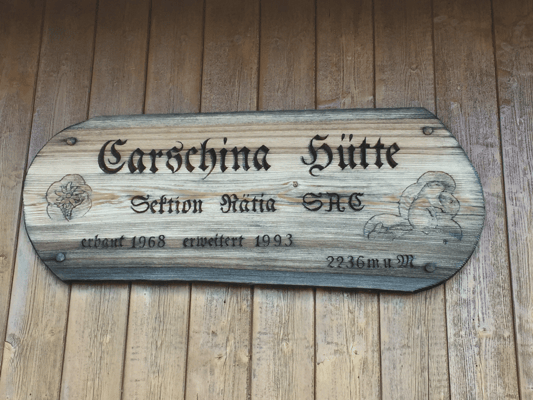 Carschina Hütte
Sektion Rätia SAC
erbaut 1968 erweitert 1993
2236 m u M